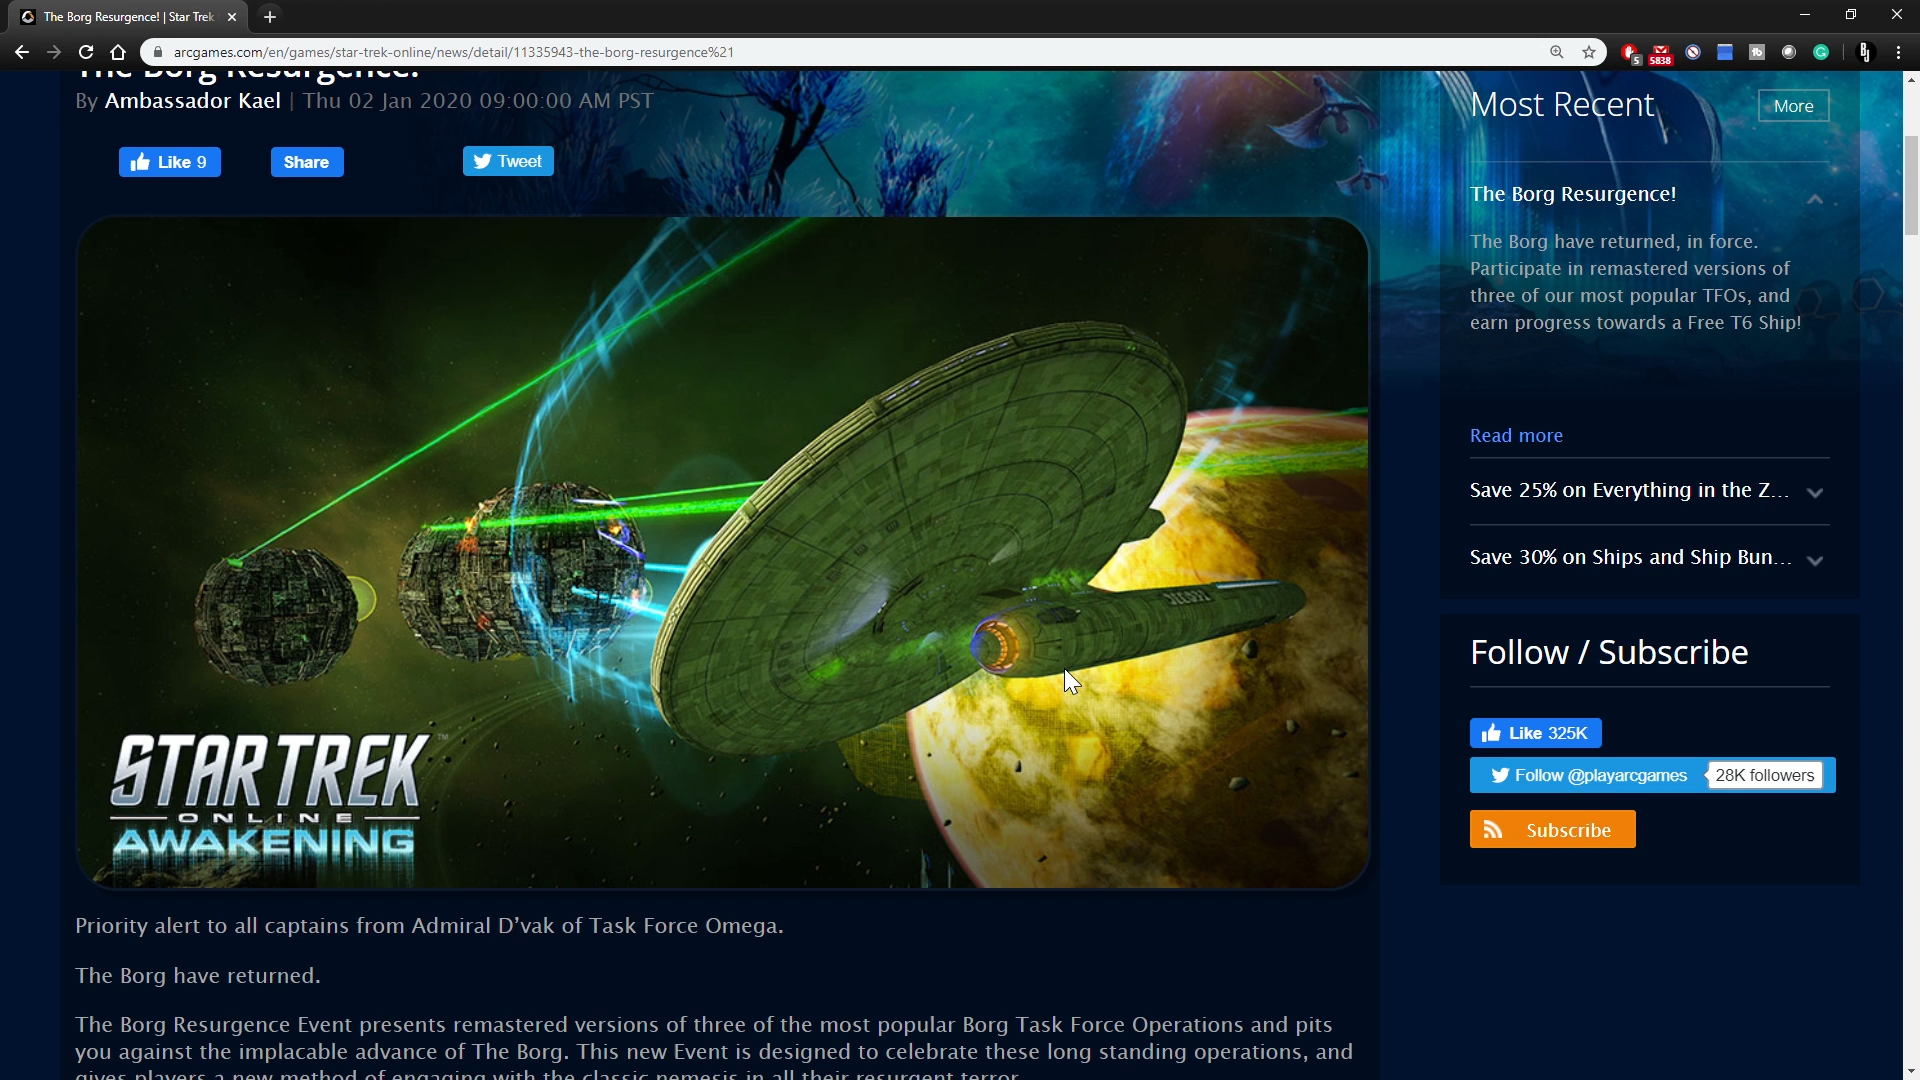 The Borg Resurgence! | Star Trek
arcgames.com/en/games/star-trek-online/news/detail/11335943-the-borg-resurgence%21
5
5838
The Borg Resurgence!
By Ambassador Kael | Thu 02 Jan 2020 09:00:00 AM PST
Like 9
Share
Tweet
STAR TREK
ONLINE
AWAKENING
TM
Priority alert to all captains from Admiral D’vak of Task Force Omega.
The Borg have returned.
The Borg Resurgence Event presents remastered versions of three of the most popular Borg Task Force Operations and pits
you against the implacable advance of The Borg. This new Event is designed to celebrate these long standing operations, and
gives players a new method of engaging with the classic nemesis in all their resurgent terror.
Most Recent
More
The Borg Resurgence!
The Borg have returned, in force.
Participate in remastered versions of
three of our most popular TFOs, and
earn progress towards a Free T6 Ship!
Read more
Save 25% on Everything in the Z...
Save 30% on Ships and Ship Bun...
Follow / Subscribe
Like 325K
Follow @playarcgames
28K followers
Subscribe